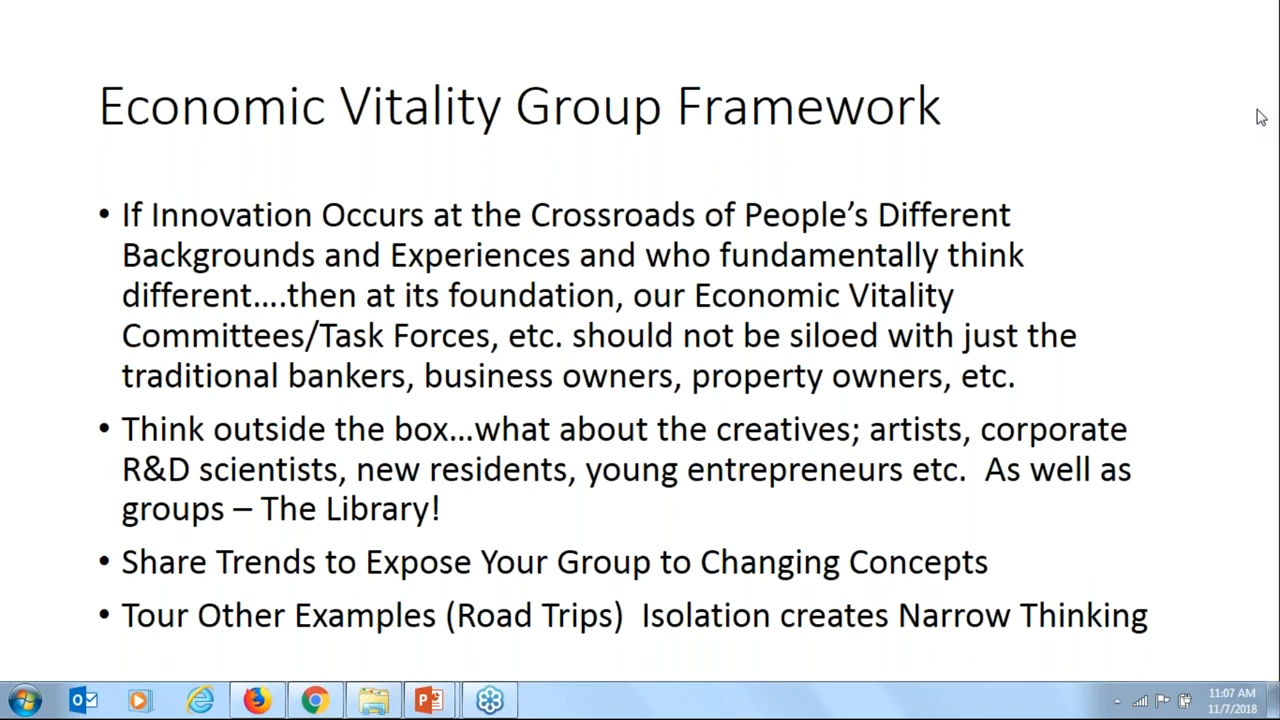 Economic Vitality Group Framework
• If Innovation Occurs at the Crossroads of People’s Different
Backgrounds and Experiences and who fundamentally think
different….then at its foundation, our Economic Vitality
Committees/Task Forces, etc. should not be siloed with just the
traditional bankers, business owners, property owners, etc.
• Think outside the box…what about the creatives; artists, corporate
R&D scientists, new residents, young entrepreneurs etc.  As well as
groups – The Library!
• Share Trends to Expose Your Group to Changing Concepts
• Tour Other Examples (Road Trips)  Isolation creates Narrow Thinking
11:07 AM
11/7/2018